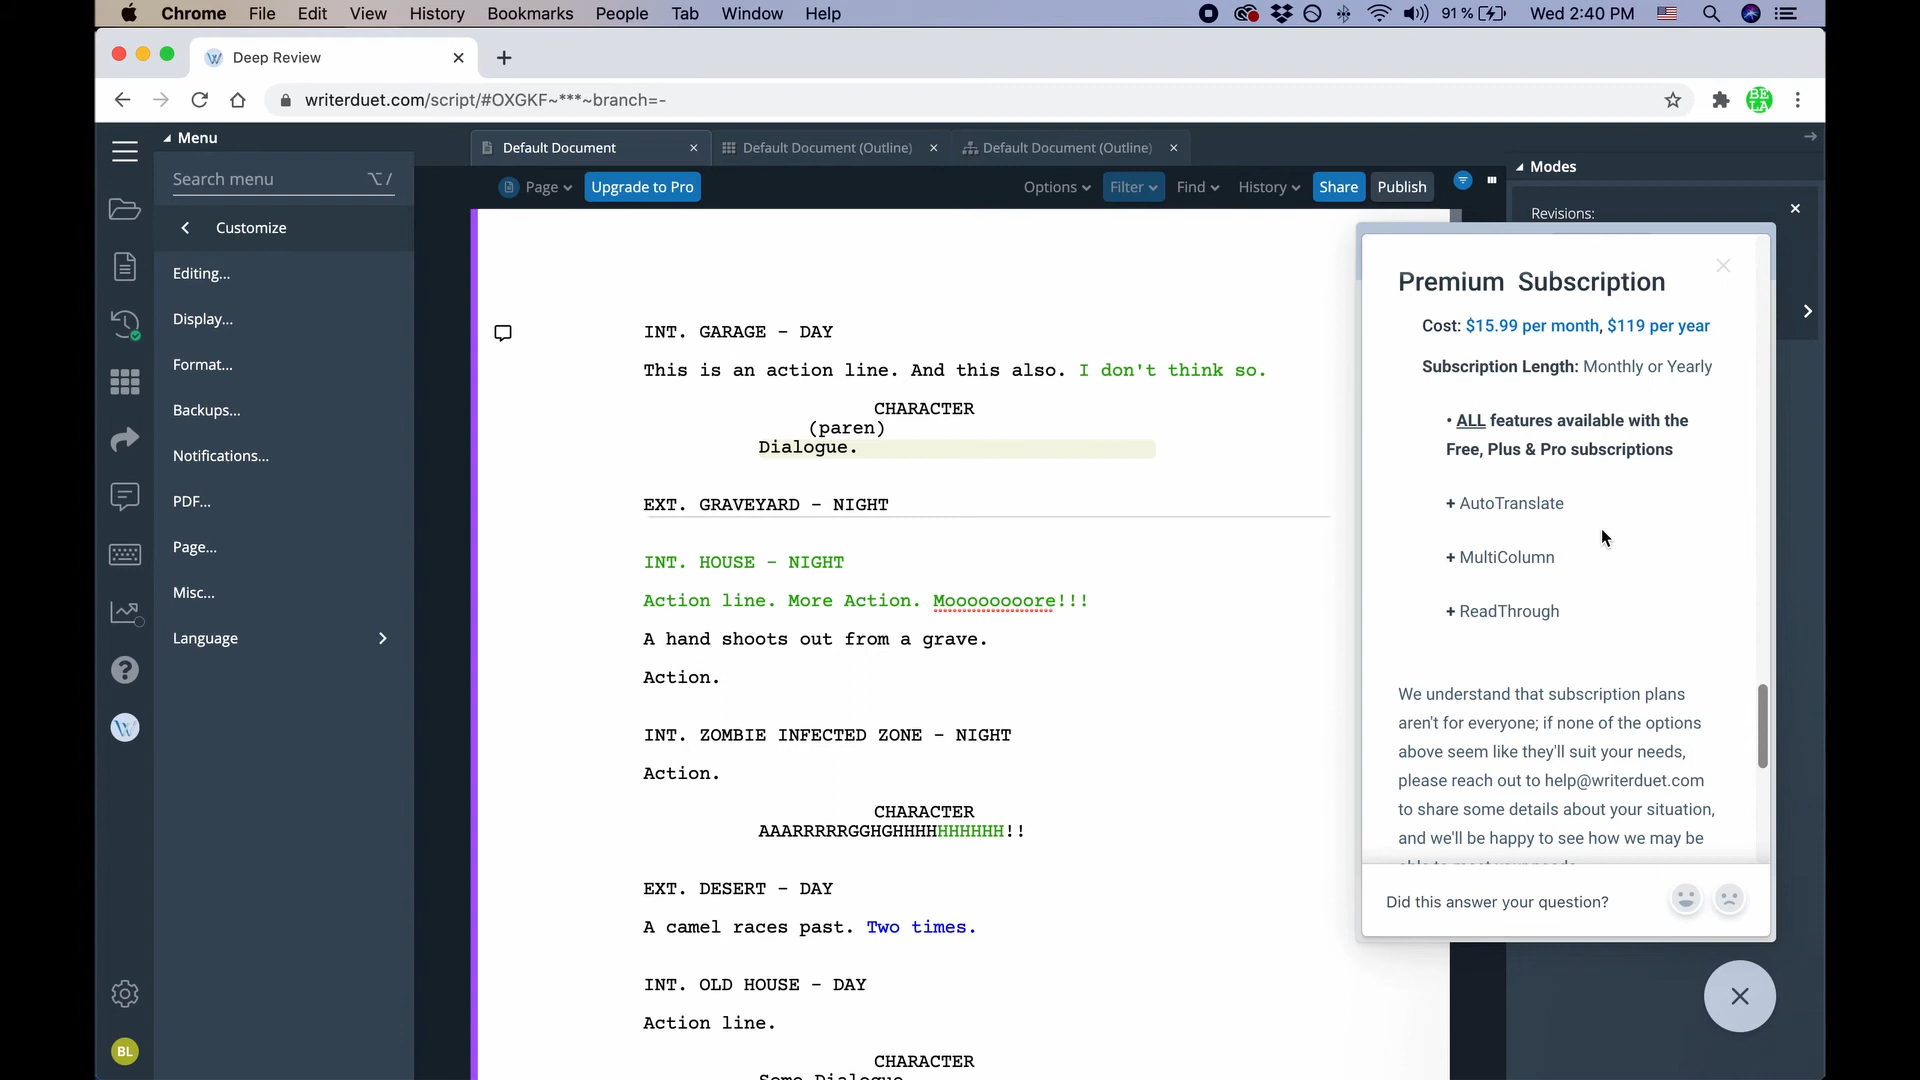 Chrome File Edit View History Bookmarks People Tab Window Help 91% Wed 2:40 PM
Deep Review
writerduet.com/script/#OXGKF~***~branch=-
Menu
Search menu
Customize
Editing...
Display...
Format...
Backups...
Notifications...
PDF...
Page...
Misc...
Language
BL
Default Document
Default Document (Outline)
Default Document (Outline)
Page Upgrade to Pro Options Filter Find History Share Publish
INT. GARAGE - DAY
This is an action line. And this also. I don't think so.
CHARACTER
(paren)
Dialogue.
EXT. GRAVEYARD - NIGHT
INT. HOUSE - NIGHT
Action line. More Action. Mooooooooore!!!
A hand shoots out from a grave.
Action.
INT. ZOMBIE INFECTED ZONE - NIGHT
Action.
CHARACTER
AAARRRRRGGHGHHHHHHHHHH!!
EXT. DESERT - DAY
A camel races past. Two times.
INT. OLD HOUSE - DAY
Action line.
CHARACTER
Some Dialogue
Modes
Revisions:
Premium Subscription
Cost: $15.99 per month, $119 per year
Subscription Length: Monthly or Yearly
• ALL features available with the
Free, Plus & Pro subscriptions
+ AutoTranslate
+ MultiColumn
+ ReadThrough
We understand that subscription plans
aren't for everyone; if none of the options
above seem like they'll suit your needs,
please reach out to help@writerduet.com
to share some details about your situation,
and we'll be happy to see how we may be
Did this answer your question?